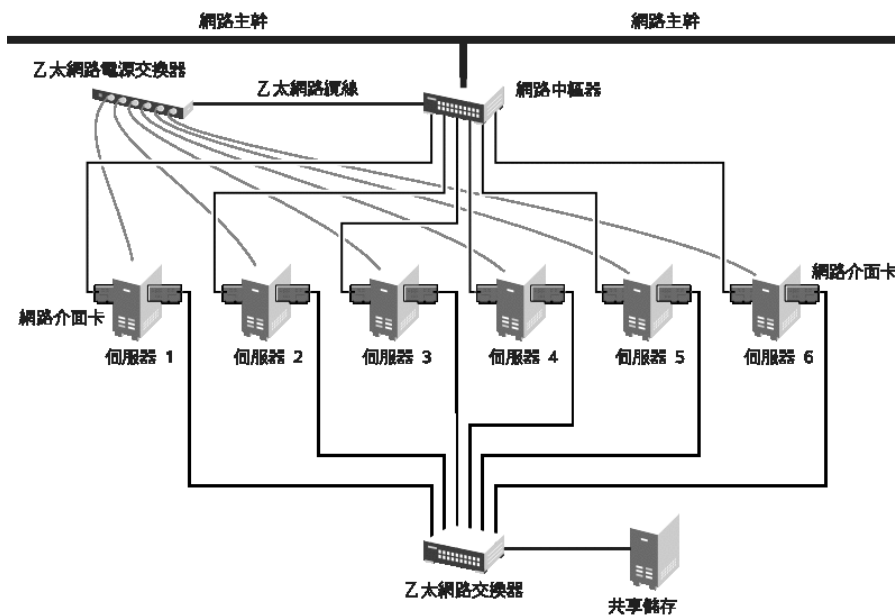 網路主幹
網路主幹
乙太網路電源交換器
乙太網路纜線
網路中樞器
網路介面卡
網路介面卡
伺服器 1
伺服器 2
伺服器 3
伺服器 4
伺服器 5
伺服器 6
乙太網路交換器
共享儲存